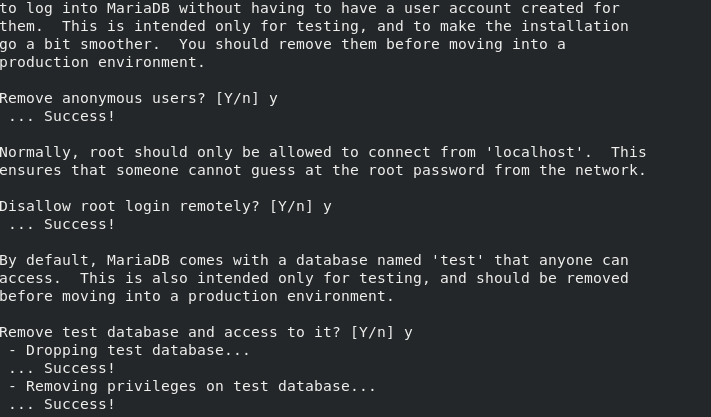 to log into MariaDB without having to have a user account created for
them.  This is intended only for testing, and to make the installation
go a bit smoother.  You should remove them before moving into a
production environment.
Remove anonymous users? [Y/n] y
 ... Success!
Normally, root should only be allowed to connect from 'localhost'.  This
ensures that someone cannot guess at the root password from the network.
Disallow root login remotely? [Y/n] y
 ... Success!
By default, MariaDB comes with a database named 'test' that anyone can
access.  This is also intended only for testing, and should be removed
before moving into a production environment.
Remove test database and access to it? [Y/n] y
 - Dropping test database...
 ... Success!
 - Removing privileges on test database...
 ... Success!